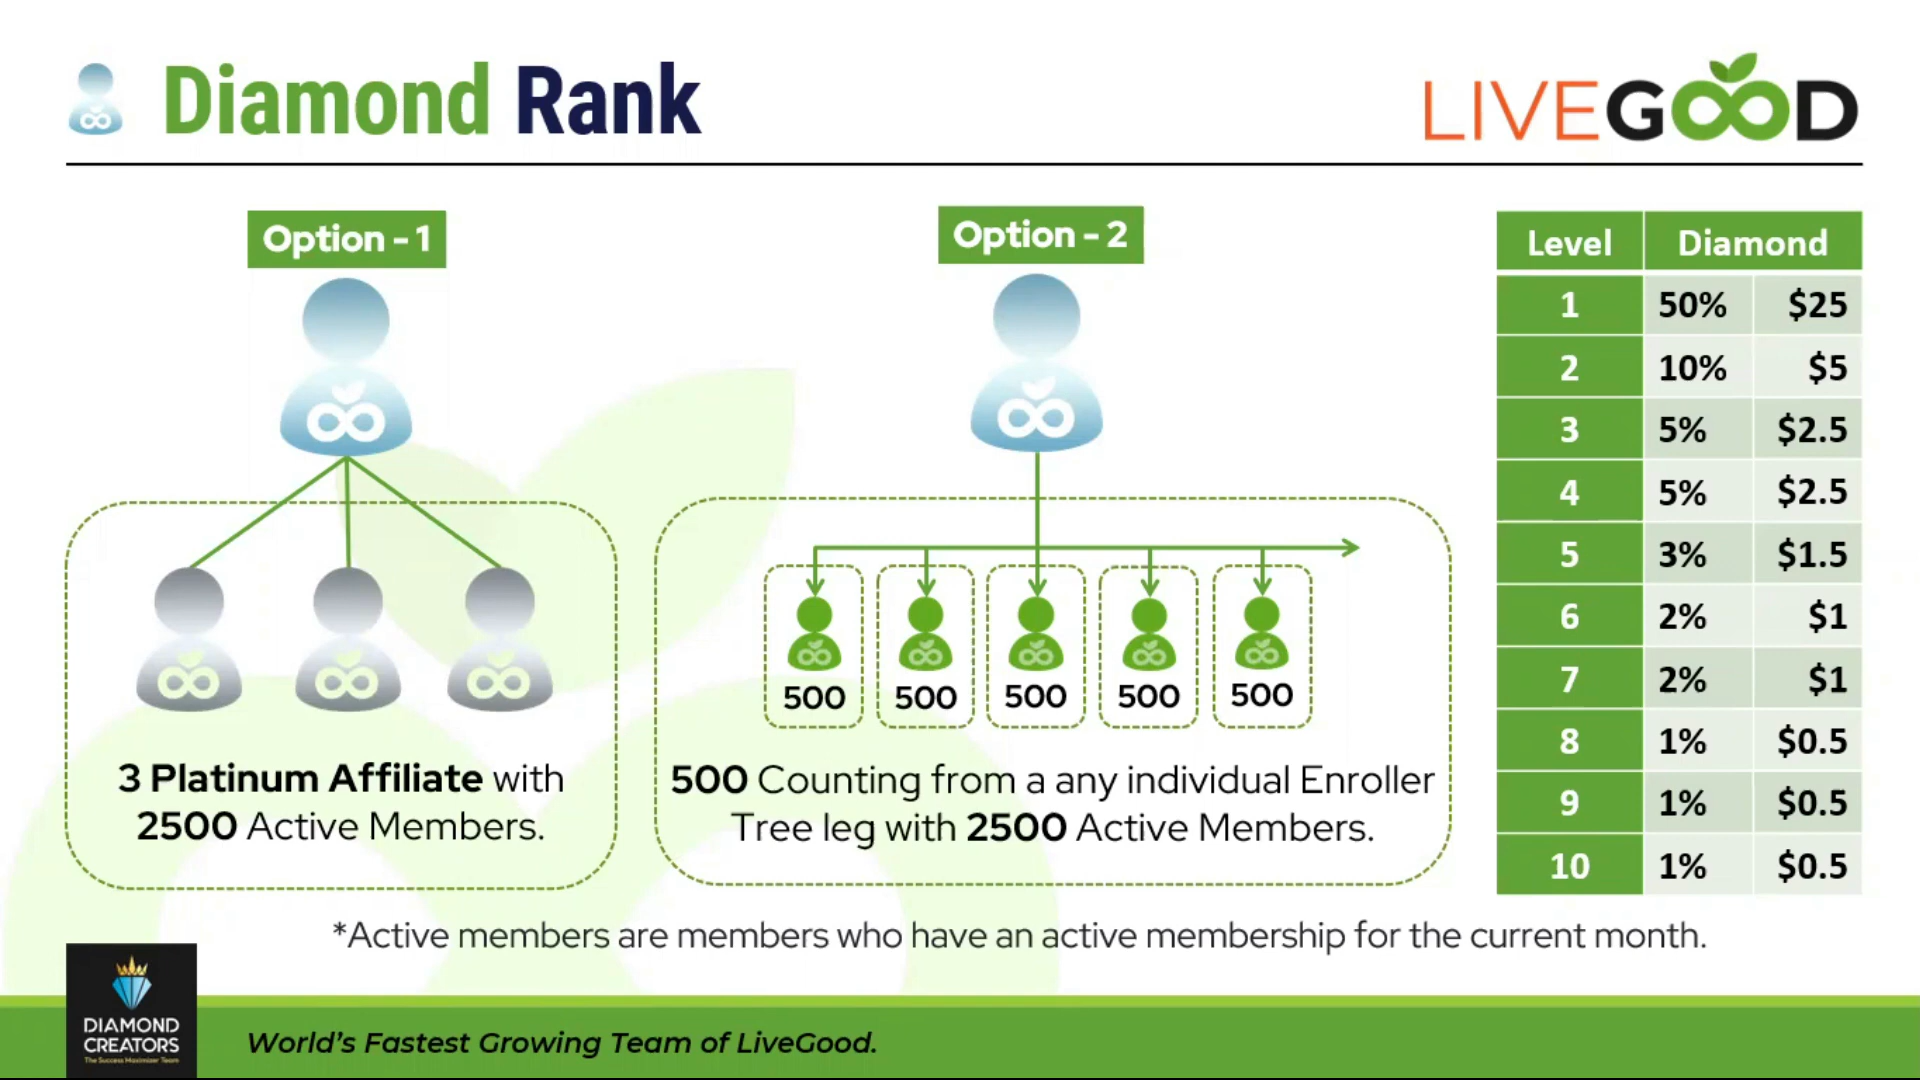 Diamond Rank
LIVEGOOD
Option - 1
Option - 2
3 Platinum Affiliate with
2500 Active Members.
500 500 500 500 500
500 Counting from a any individual Enroller
Tree leg with 2500 Active Members.
Level Diamond
1 50% $25
2 10% $5
3 5% $2.5
4 5% $2.5
5 3% $1.5
6 2% $1
7 2% $1
8 1% $0.5
9 1% $0.5
10 1% $0.5
*Active members are members who have an active membership for the current month.
DIAMOND
CREATORS
The Success Maximizer Team
World's Fastest Growing Team of LiveGood.